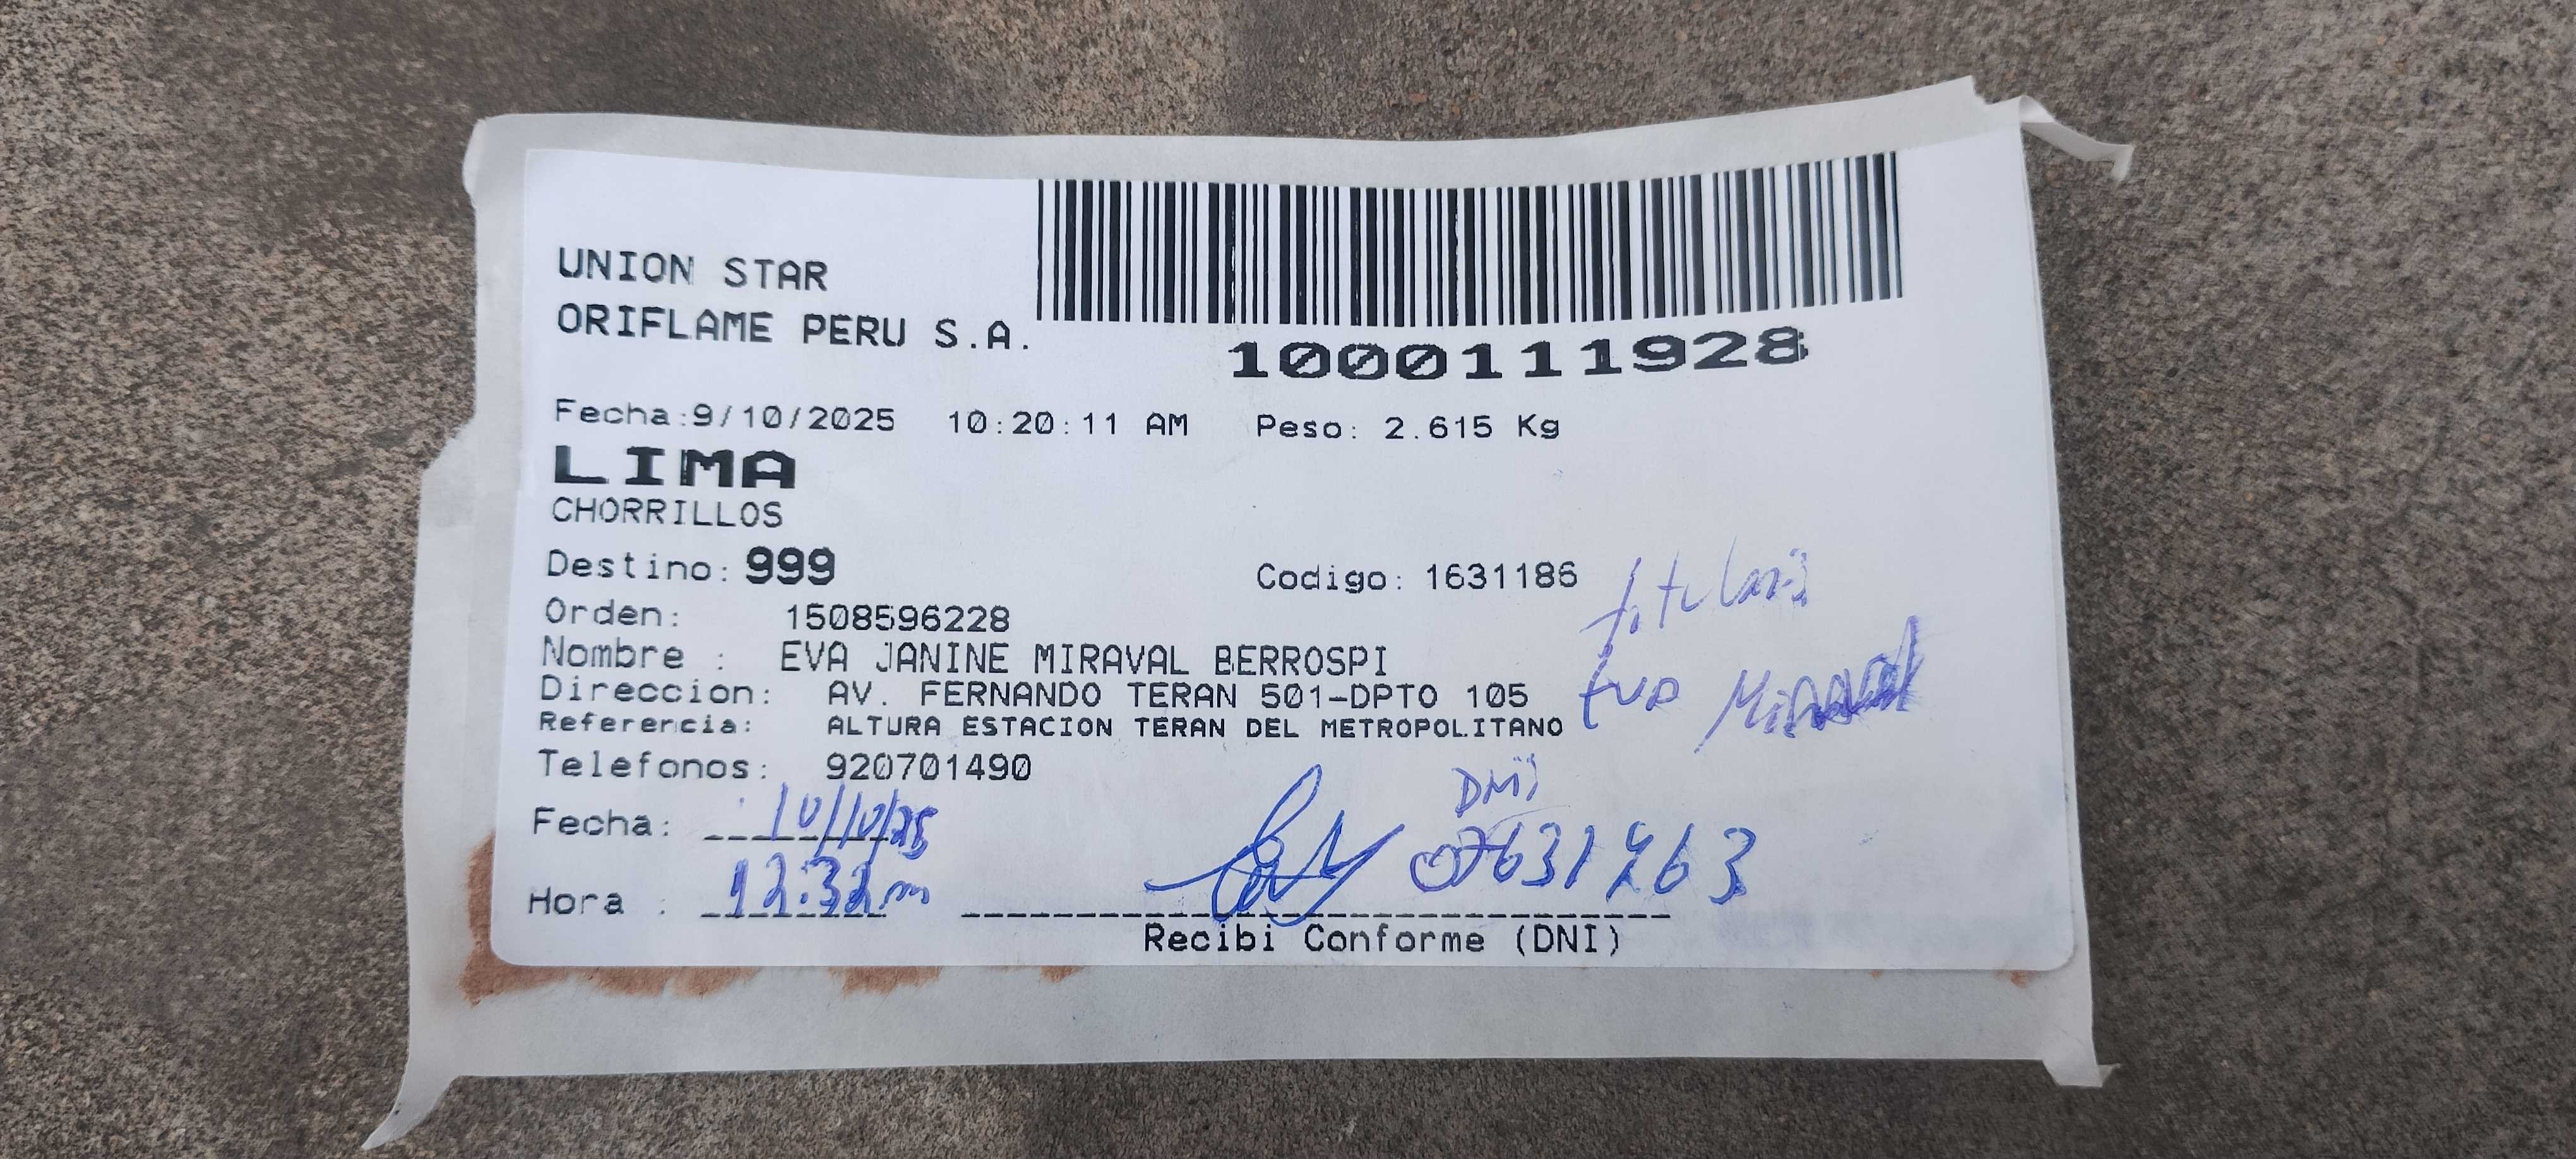 UNION STAR
ORIFLAME PERU S.A.
1000111928
Fecha:9/10/2025 10:20:11 AM Peso: 2.615 Kg
LIMA
CHORRILLOS
Destino: 999 Codigo: 1631186
Orden: 1508596228
Nombre : EVA JANINE MIRAVAL BERROSPI
Direccion: AV. FERNANDO TERAN 501-DPTO 105
Referencia: ALTURA ESTACION TERAN DEL METROPOLITANO
Telefonos: 920701490
titular:
Eva Miraval
Fecha: 10/10/25
Hora : 12:32m
DNI:
Recibi Conforme (DNI)